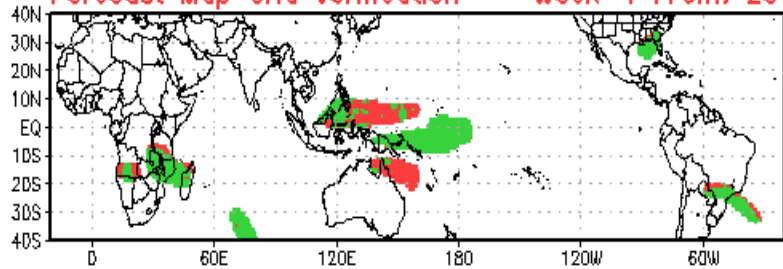 Forecast Map and Verification Week
40N
30N
20N
10N
EQ
10S
20S
30S
40S
0 60E 120E 180 120W 60W